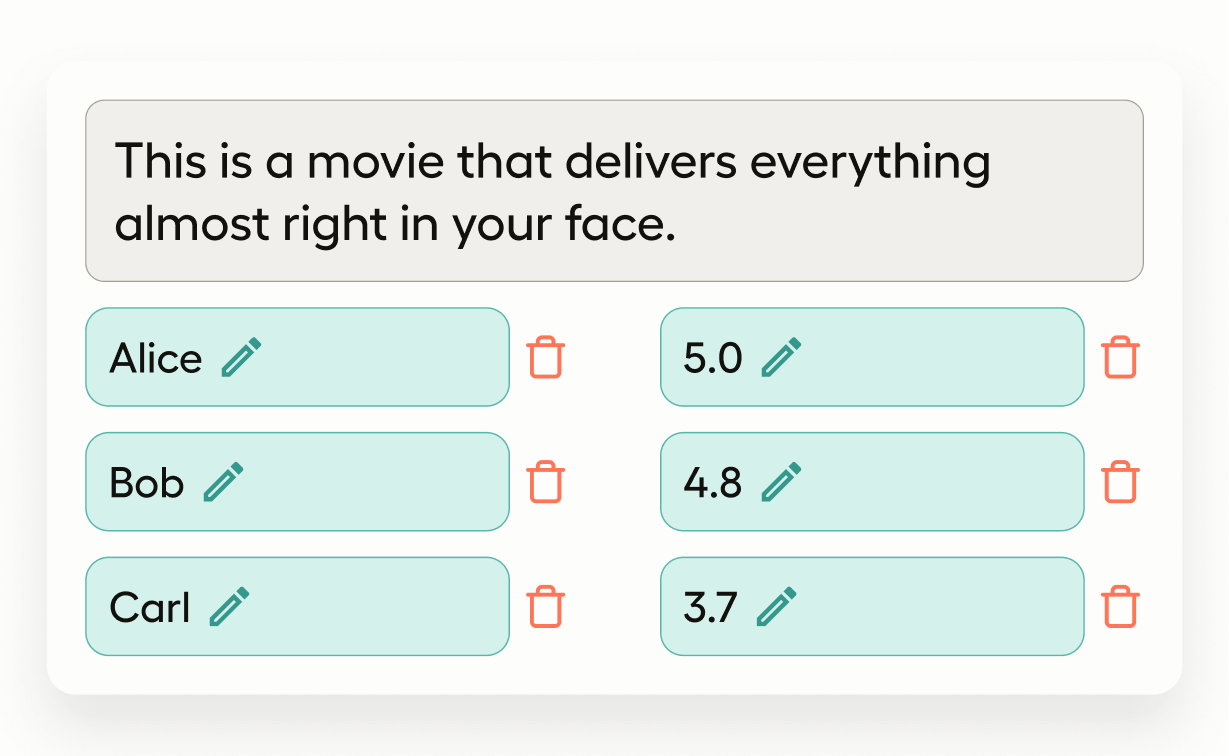 This is a movie that delivers everything
almost right in your face.
Alice
5.0
Bob
4.8
Carl
3.7